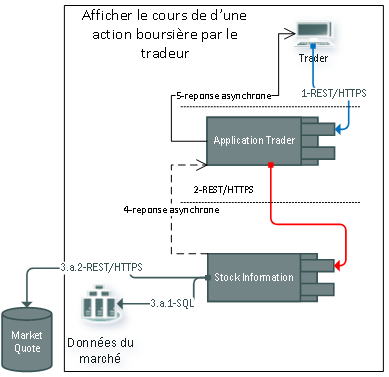 Afficher le cours de d'une
action boursière par le
tradeur
Trader
5-reponse asynchrone
1-REST/HTTPS
Application Trader
2-REST/HTTPS
4-reponse asynchrone
3.a.2-REST/HTTPS
Stock Information
3.a.1-SQL
Market
Quote
Données du
marché